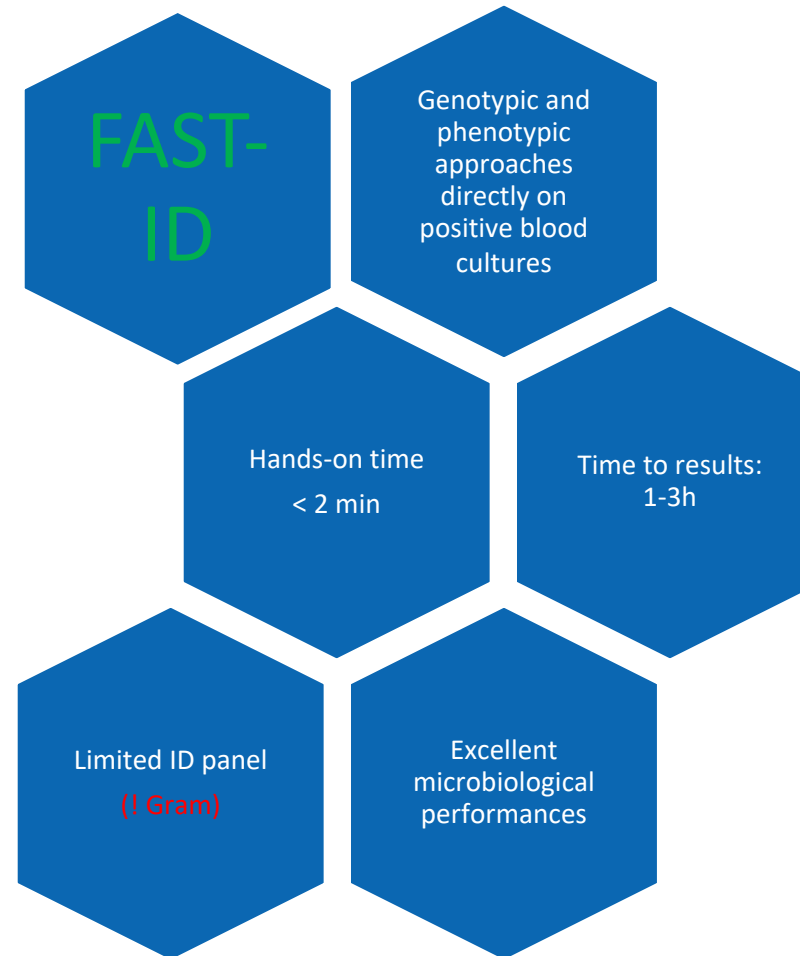 FAST-
ID
Genotypic and
phenotypic
approaches
directly on
positive blood
cultures
Hands-on time
< 2 min
Time to results:
1-3h
Limited ID panel
(! Gram)
Excellent
microbiological
performances